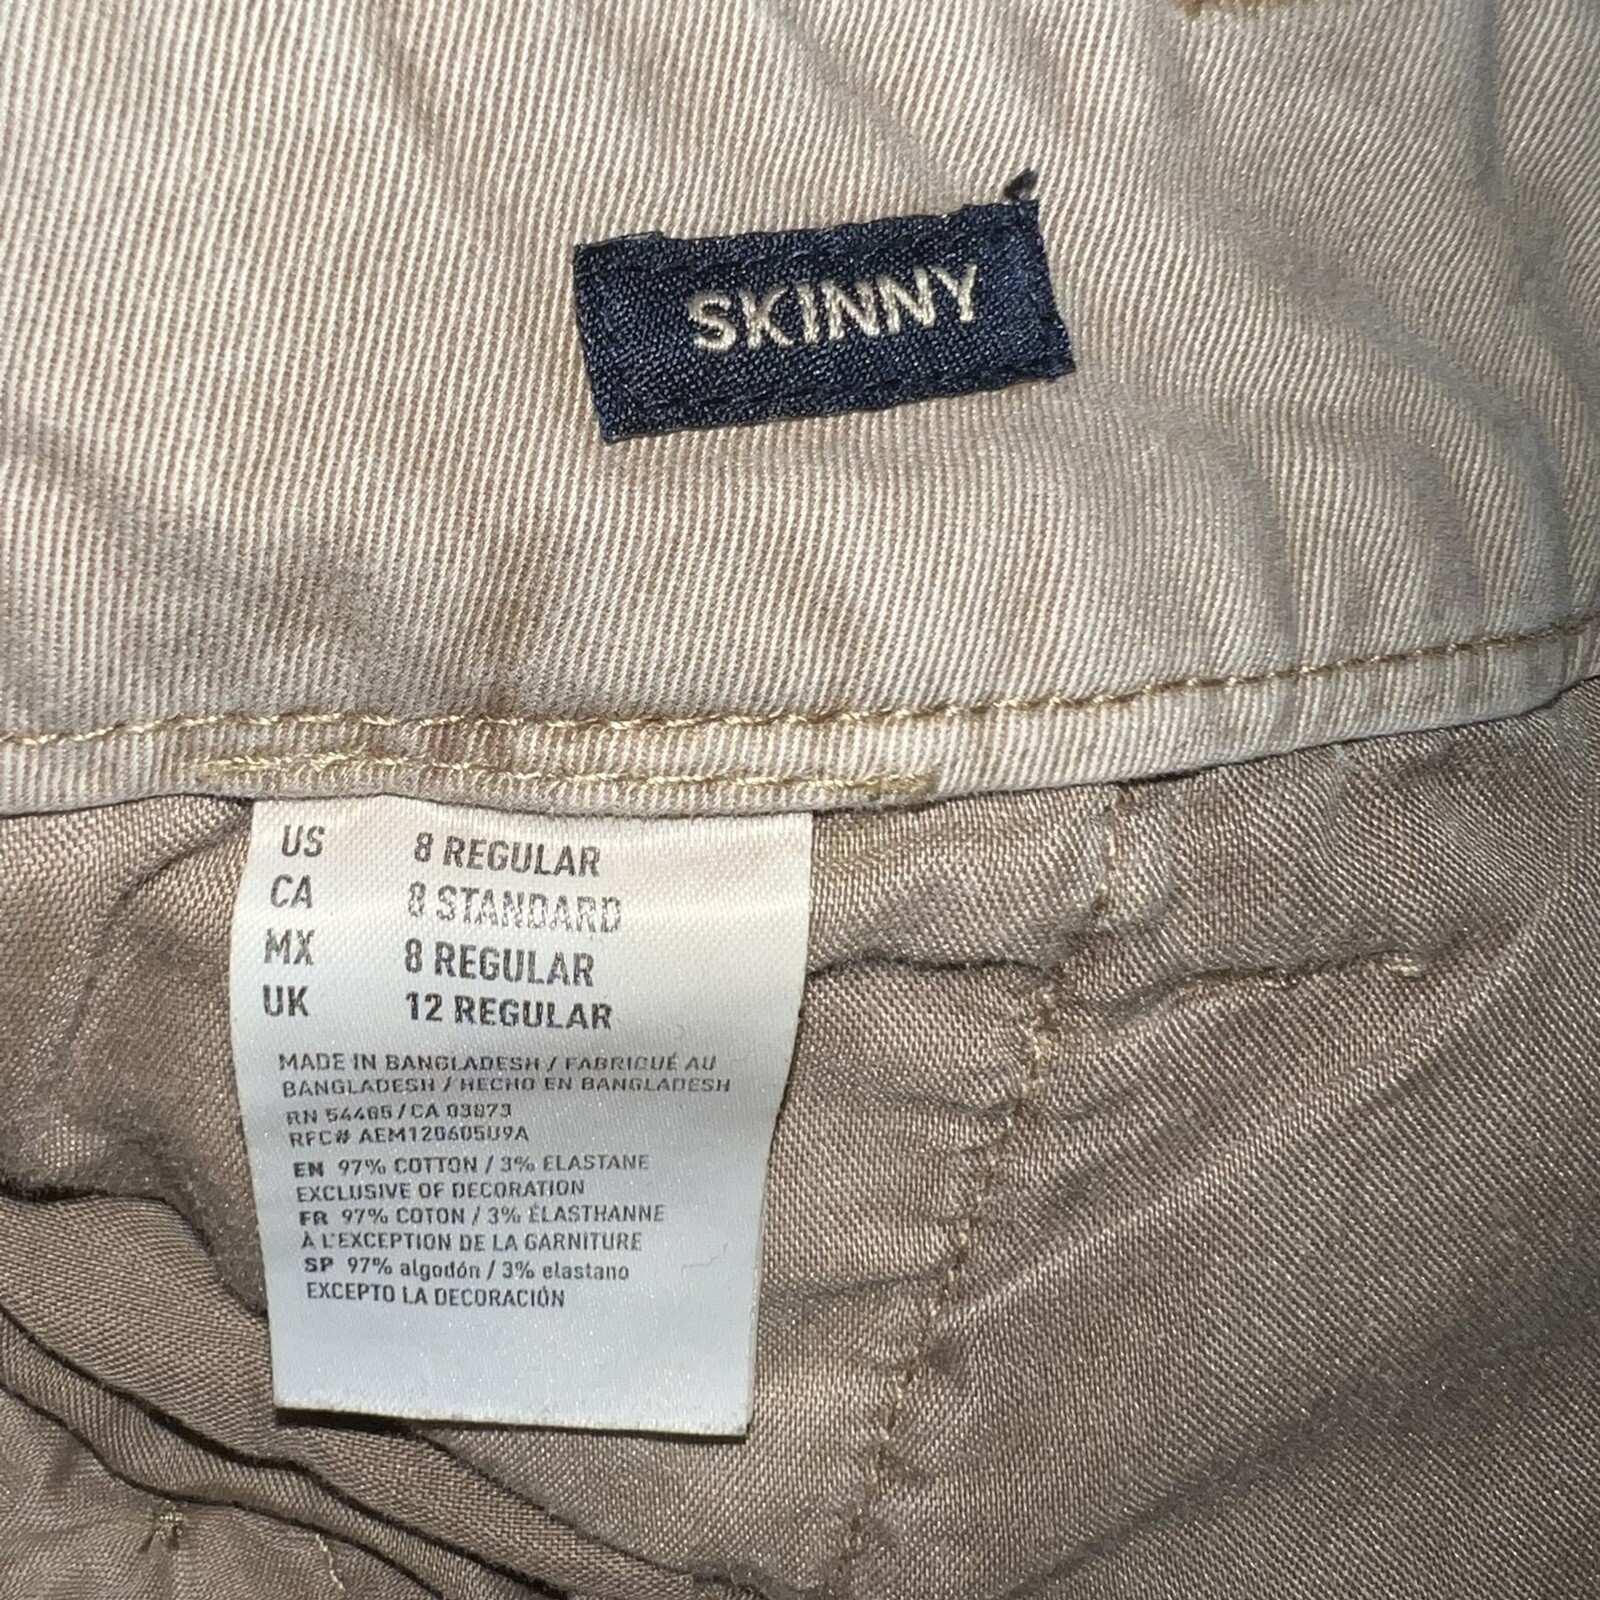 SKINNY
US 8 REGULAR
CA 8 STANDARD
MX 8 REGULAR
UK 12 REGULAR
MADE IN BANGLADESH / FABRIQUÉ AU
BANGLADESH / HECHO EN BANGLADESH
RN 54485 / CA 03873
RFC# AEM120605U9A
EN 97% COTTON / 3% ELASTANE
EXCLUSIVE OF DECORATION
FR 97% COTON / 3% ÉLASTHANNE
À L'EXCEPTION DE LA GARNITURE
SP 97% algodón / 3% elastano
EXCEPTO LA DECORACIÓN